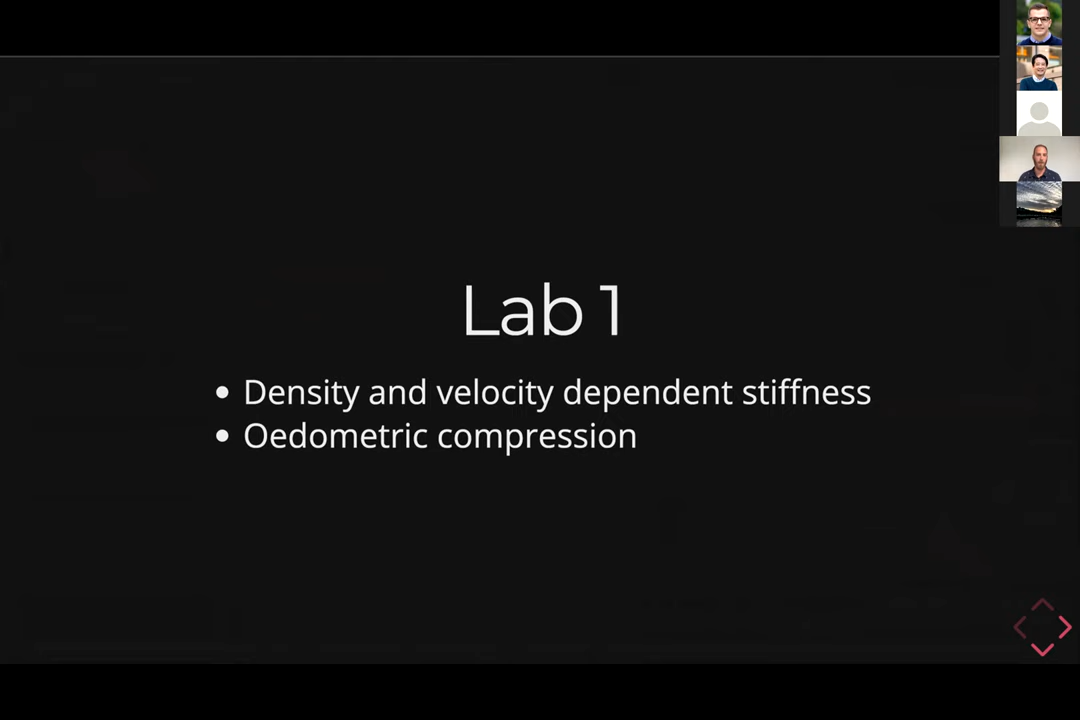 Lab 1
• Density and velocity dependent stiffness
• Oedometric compression